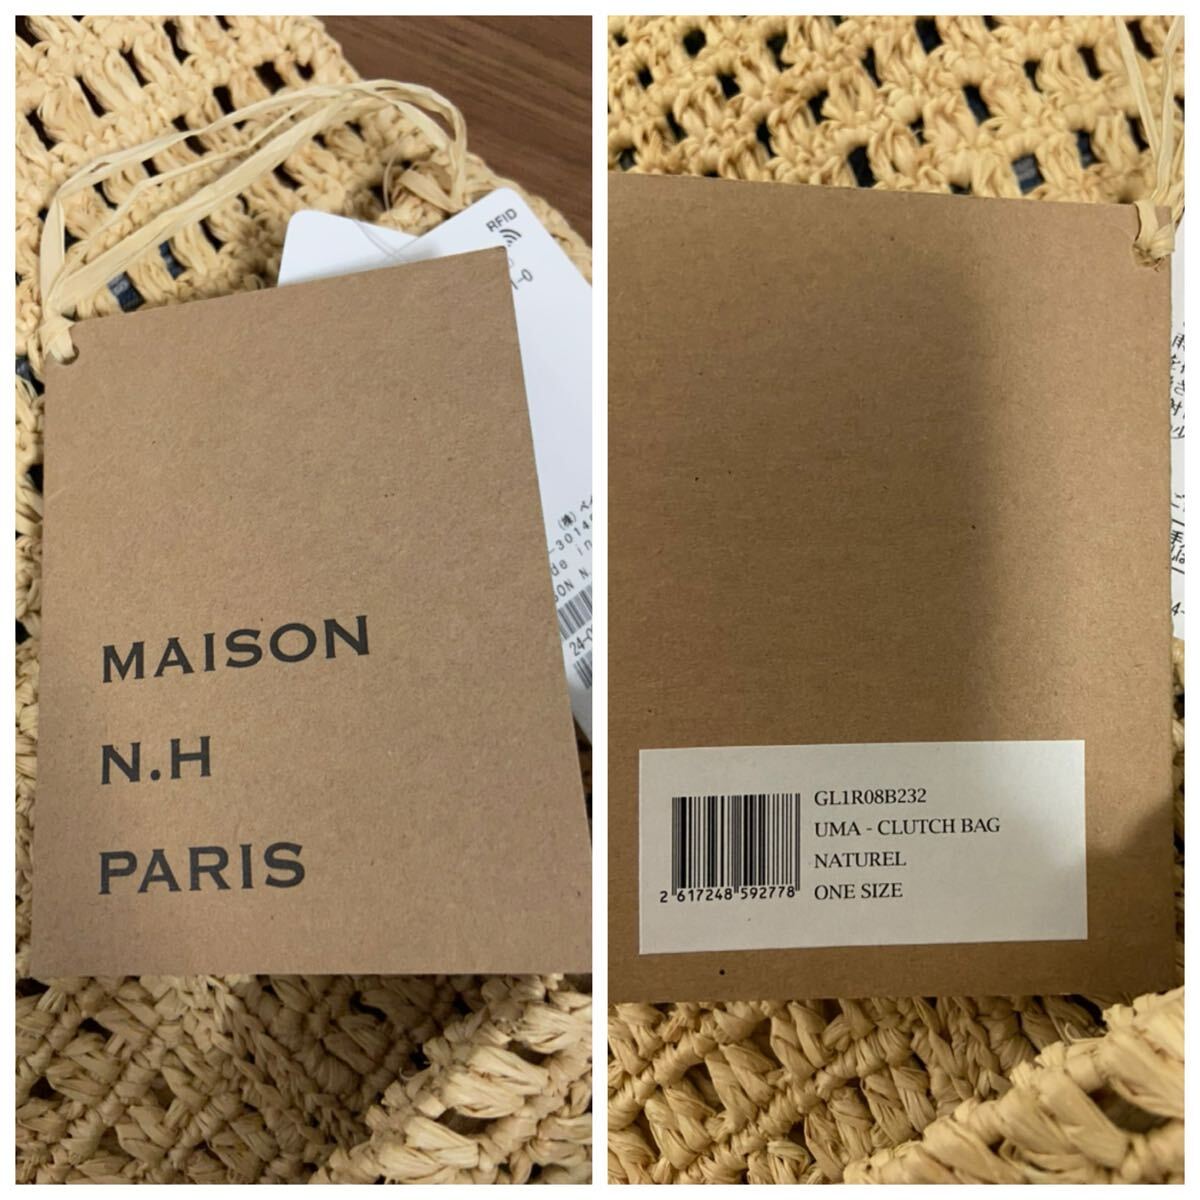 RFID
MAISON
N.H
PARIS
GL1R08B232
UMA - CLUTCH BAG
NATUREL
ONE SIZE
2 617248 592778